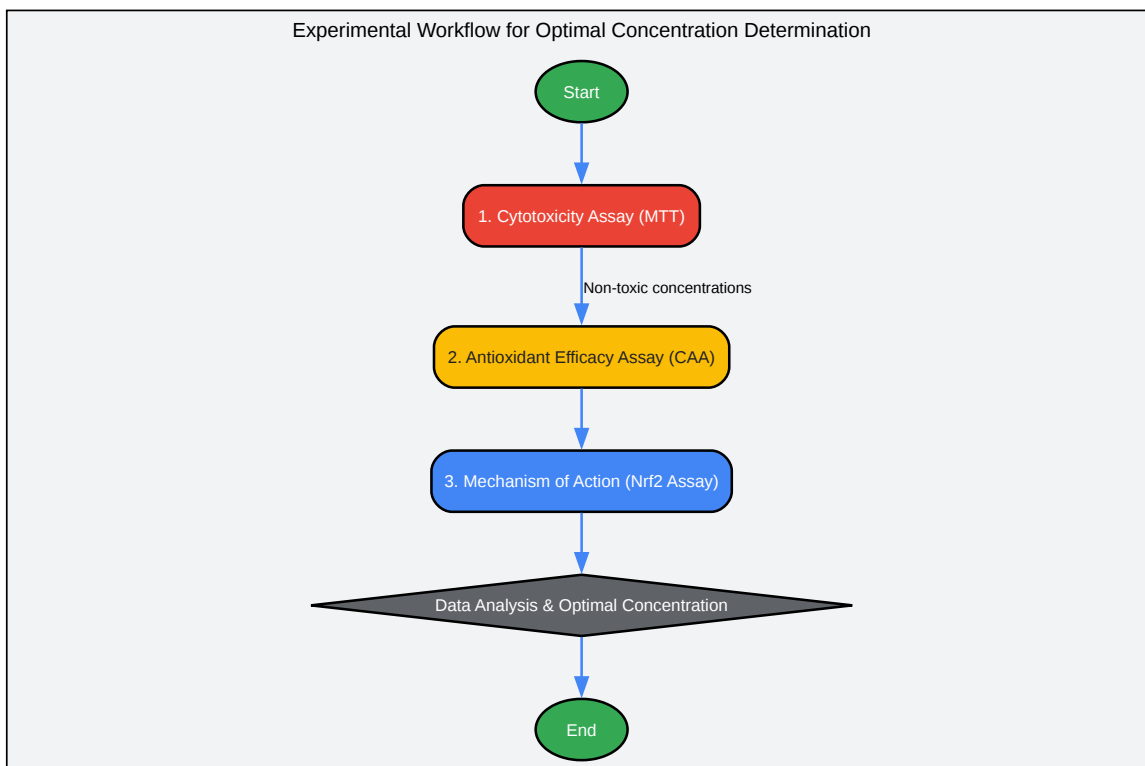 Experimental Workflow for Optimal Concentration Determination
Start
1. Cytotoxicity Assay (MTT)
Non-toxic concentrations
2. Antioxidant Efficacy Assay (CAA)
3. Mechanism of Action (Nrf2 Assay)
Data Analysis & Optimal Concentration
End